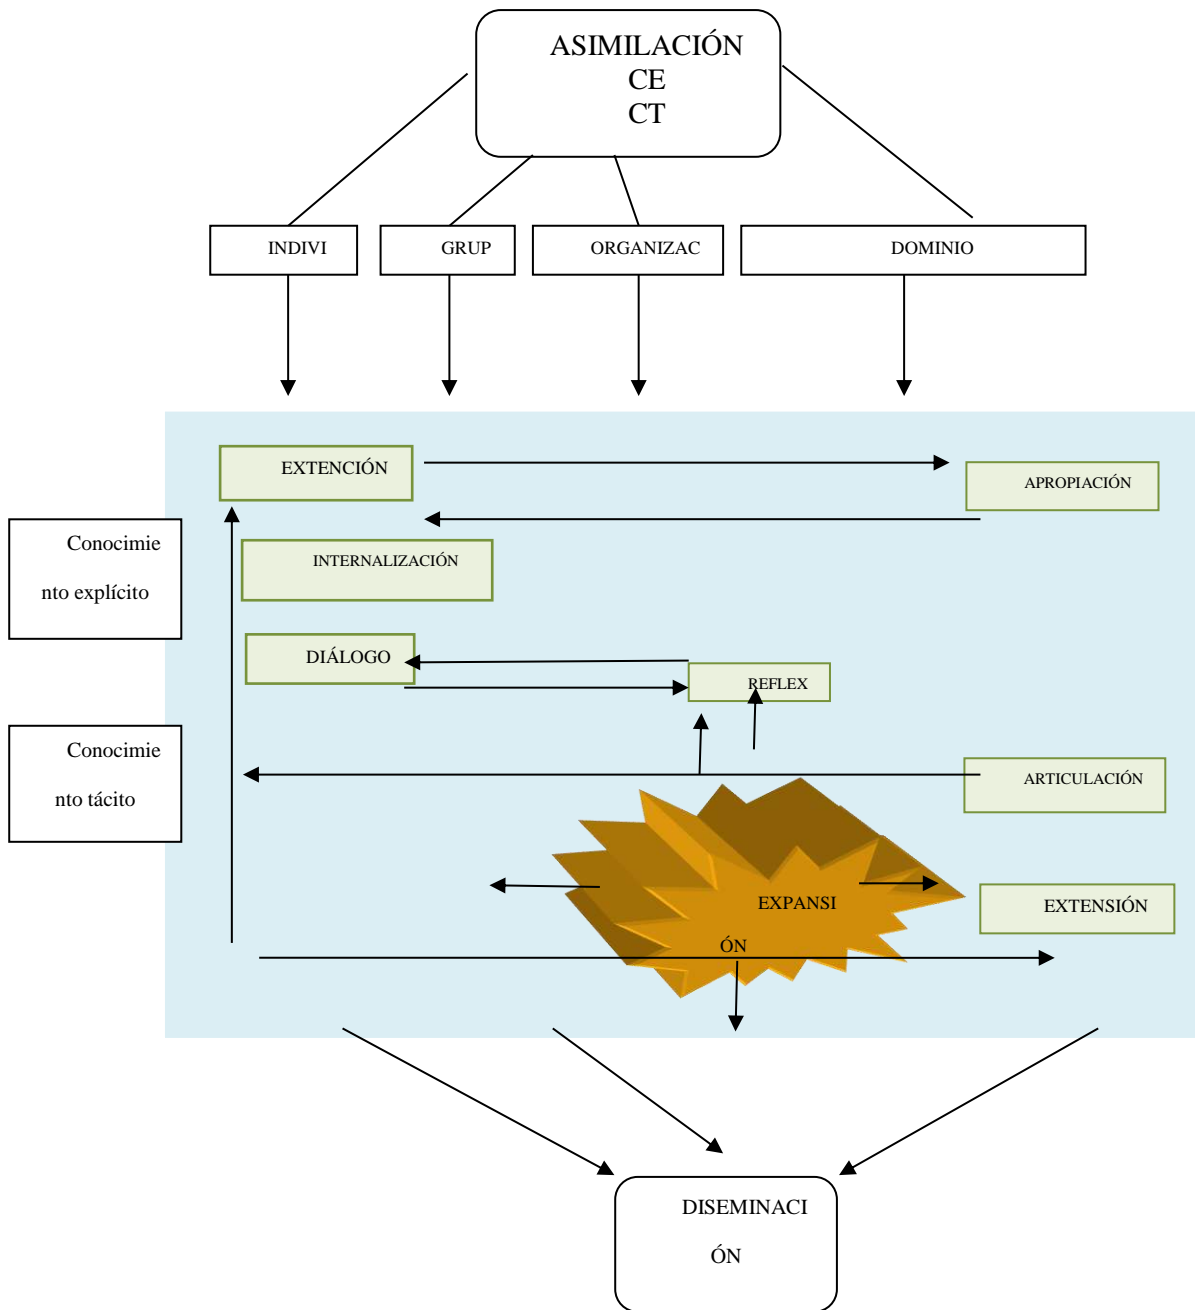 ASIMILACIÓN
CE
CT
INDIVI
GRUP
ORGANIZAC
DOMINIO
EXTENCIÓN
APROPIACIÓN
Conocimie
nto explícito
INTERNALIZACIÓN
DIÁLOGO
REFLEX
Conocimie
nto tácito
ARTICULACIÓN
EXPANSI
ÓN
EXTENSIÓN
DISEMINACI
ÓN